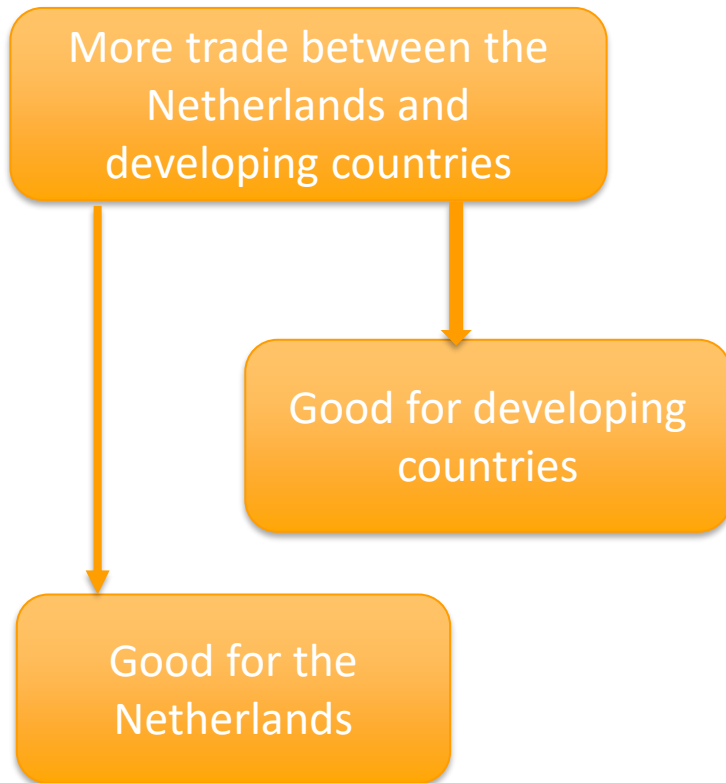 More trade between the
Netherlands and
developing countries
Good for developing
countries
Good for the
Netherlands